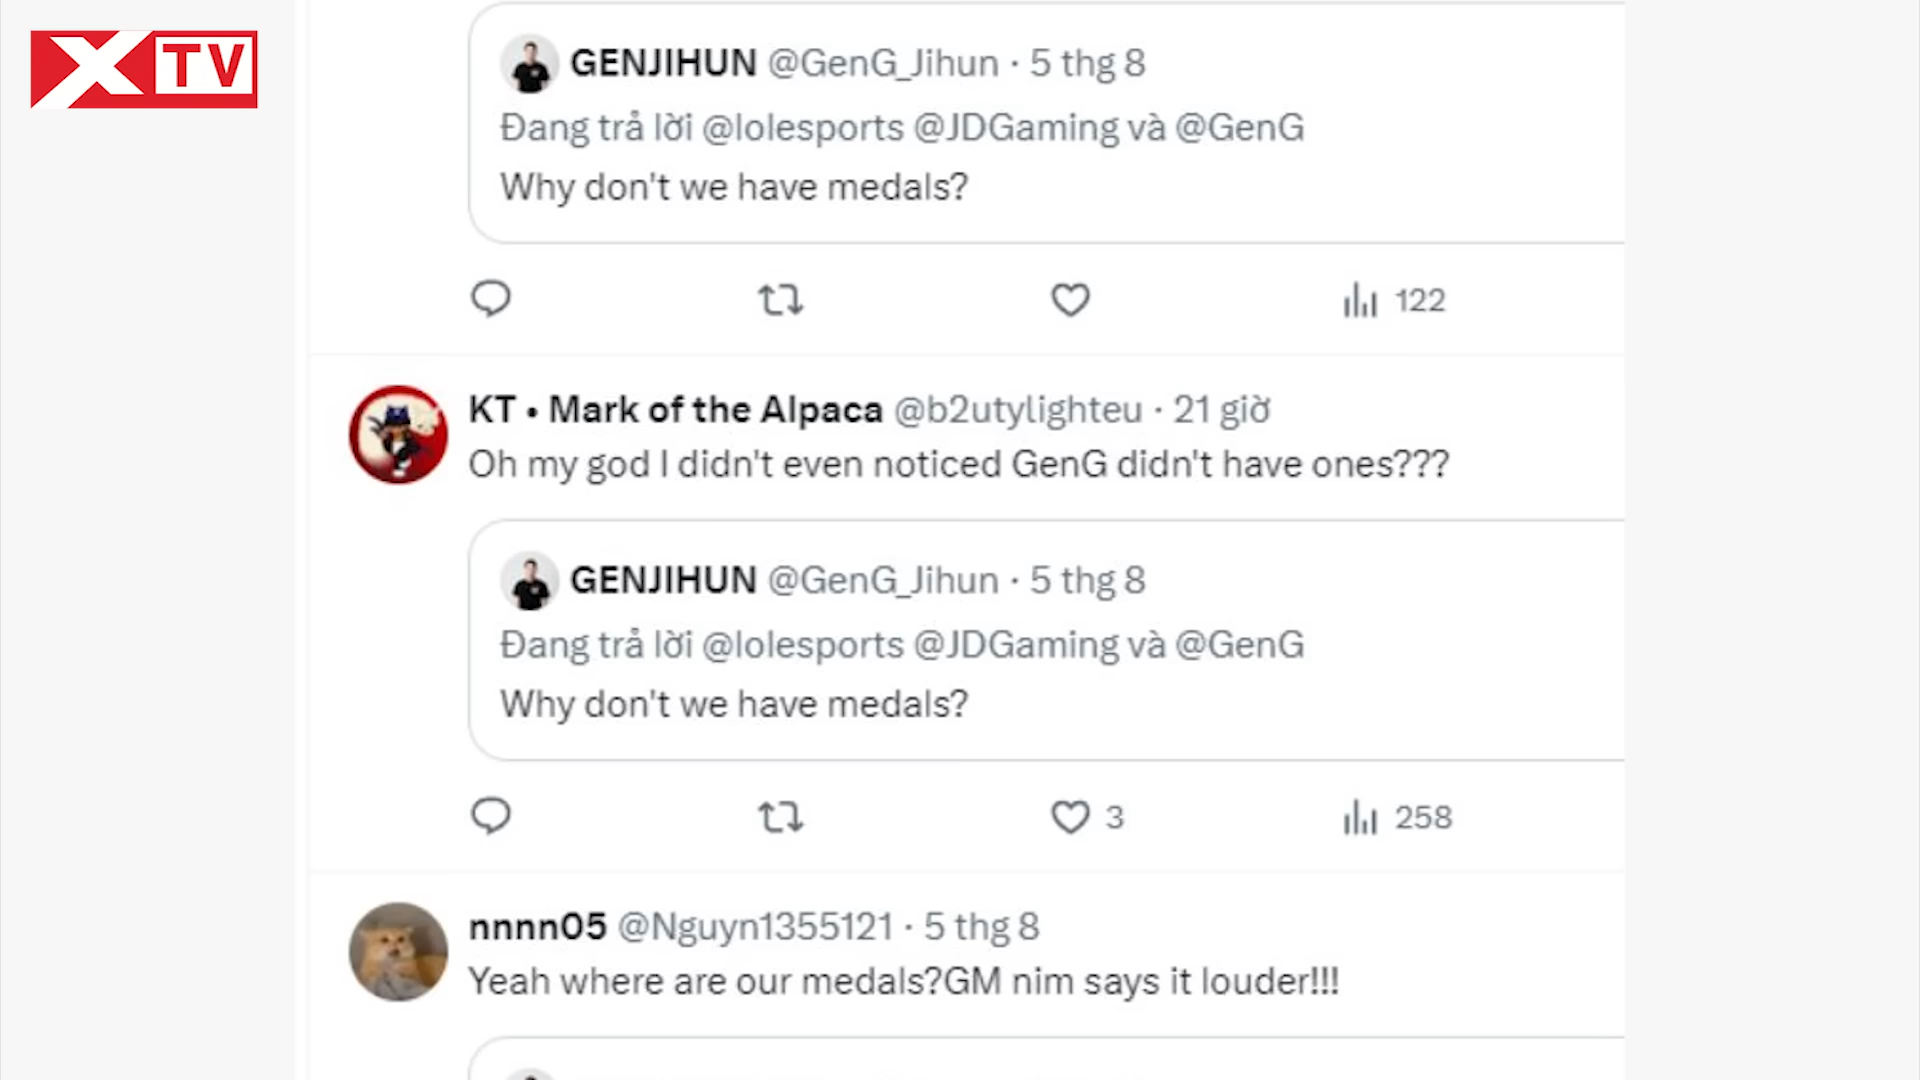 XTV
GENJIHUN @GenG_Jihun · 5 thg 8
Đang trả lời @lolesports @JDGaming và @GenG
Why don't we have medals?
122
KT • Mark of the Alpaca @b2utylighteu · 21 giờ
Oh my god I didn't even noticed GenG didn't have ones???
GENJIHUN @GenG_Jihun · 5 thg 8
Đang trả lời @lolesports @JDGaming và @GenG
Why don't we have medals?
3 258
nnnn05 @Nguyn1355121 · 5 thg 8
Yeah where are our medals?GM nim says it louder!!!